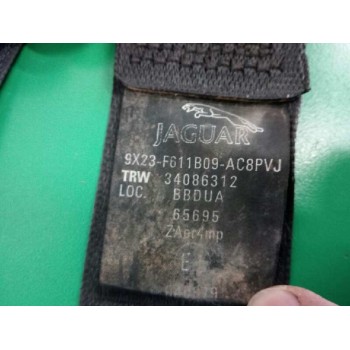 JAGUAR
9X23-F611B09-AC8PVJ
TRW 34086312
LOC. BBDUA
65695
E